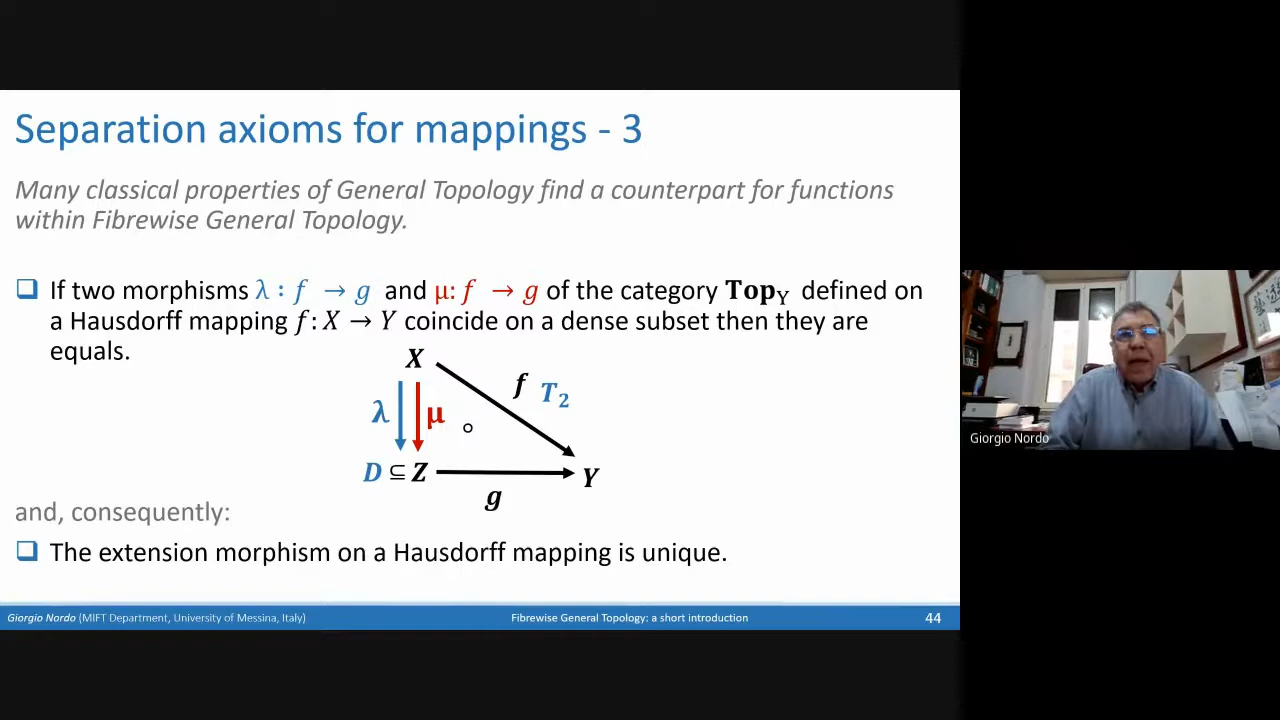 Separation axioms for mappings - 3
Many classical properties of General Topology find a counterpart for functions
within Fibrewise General Topology.
❑ If two morphisms λ : f → g and μ: f → g of the category Top_Y defined on
a Hausdorff mapping f: X → Y coincide on a dense subset then they are
equals.
X
f T₂
λ μ
D ⊆ Z
Y
g
and, consequently:
❑ The extension morphism on a Hausdorff mapping is unique.
Giorgio Nordo (MIFT Department, University of Messina, Italy) Fibrewise General Topology: a short introduction 44
Giorgio Nordo